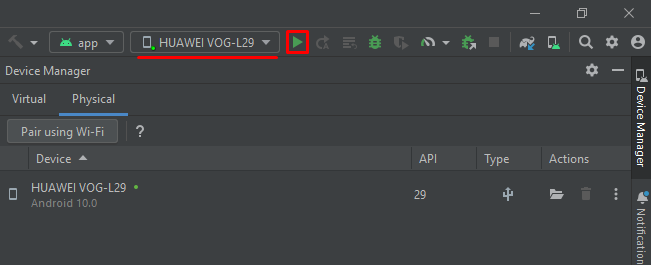 app
HUAWEI VOG-L29
Device Manager
Virtual
Physical
Pair using Wi-Fi
?
Device
API
Type
Actions
HUAWEI VOG-L29
Android 10.0
29
Device Manager
Notification